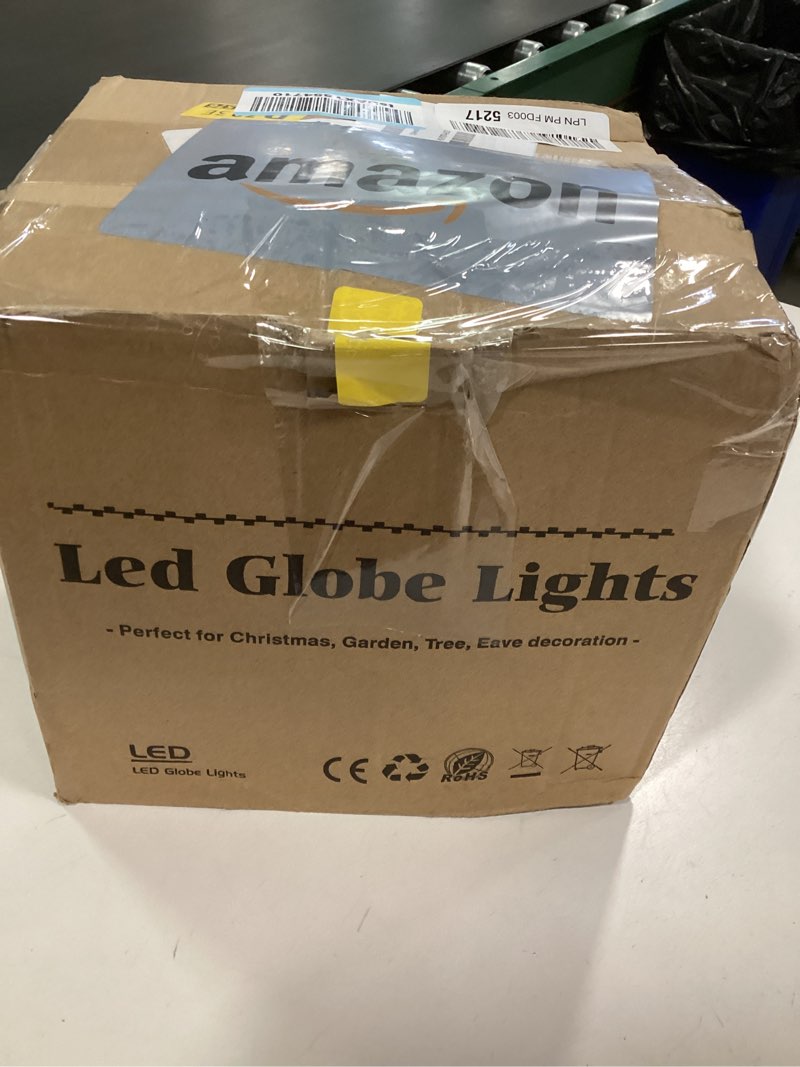 amazon
LPN PM FD003 5217
Led Globe Lights
- Perfect for Christmas, Garden, Tree, Eave decoration -
LED
LED Globe Lights
CE
RoHS